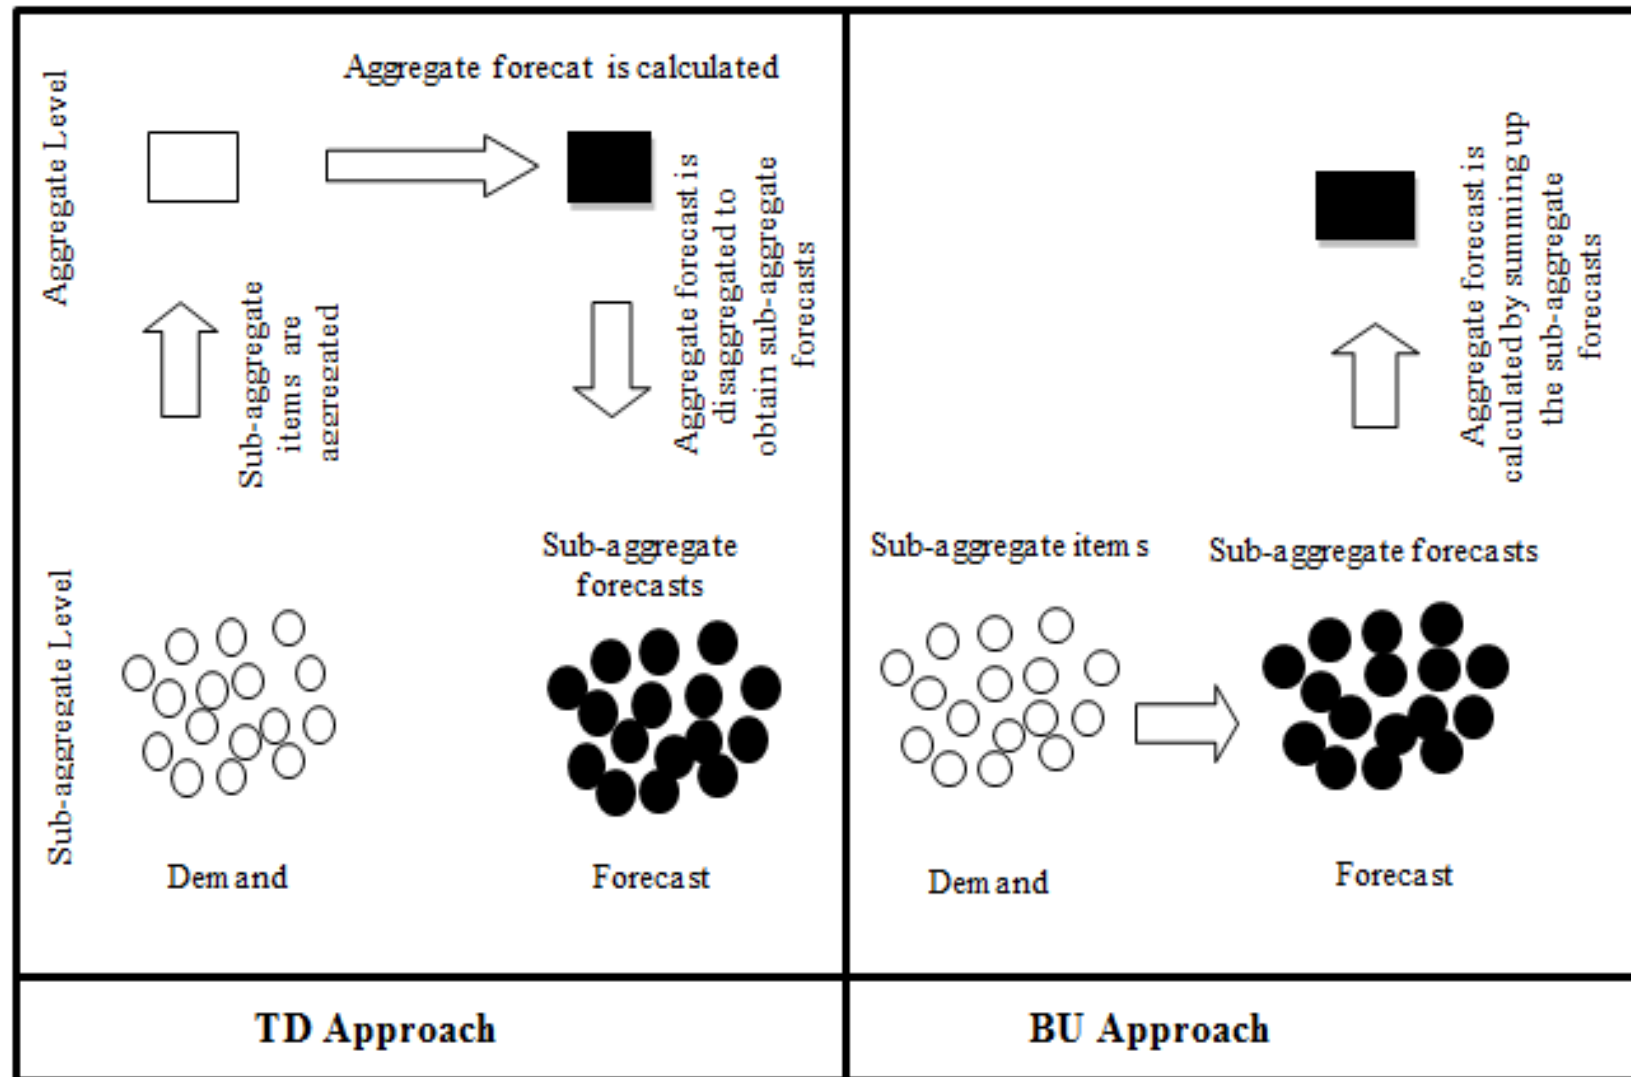 Aggregate Level
Aggregate forecat is calculated
Sub-aggregate
items are
aggregated
Aggregate forecast is
disaggregated to
obtain sub-aggregate
forecasts
Sub-aggregate Level
Sub-aggregate
forecasts
Demand
Forecast
TD Approach
Aggregate forecast is
calculated by summing up
the sub-aggregate
forecasts
Sub-aggregate items
Sub-aggregate forecasts
Demand
Forecast
BU Approach